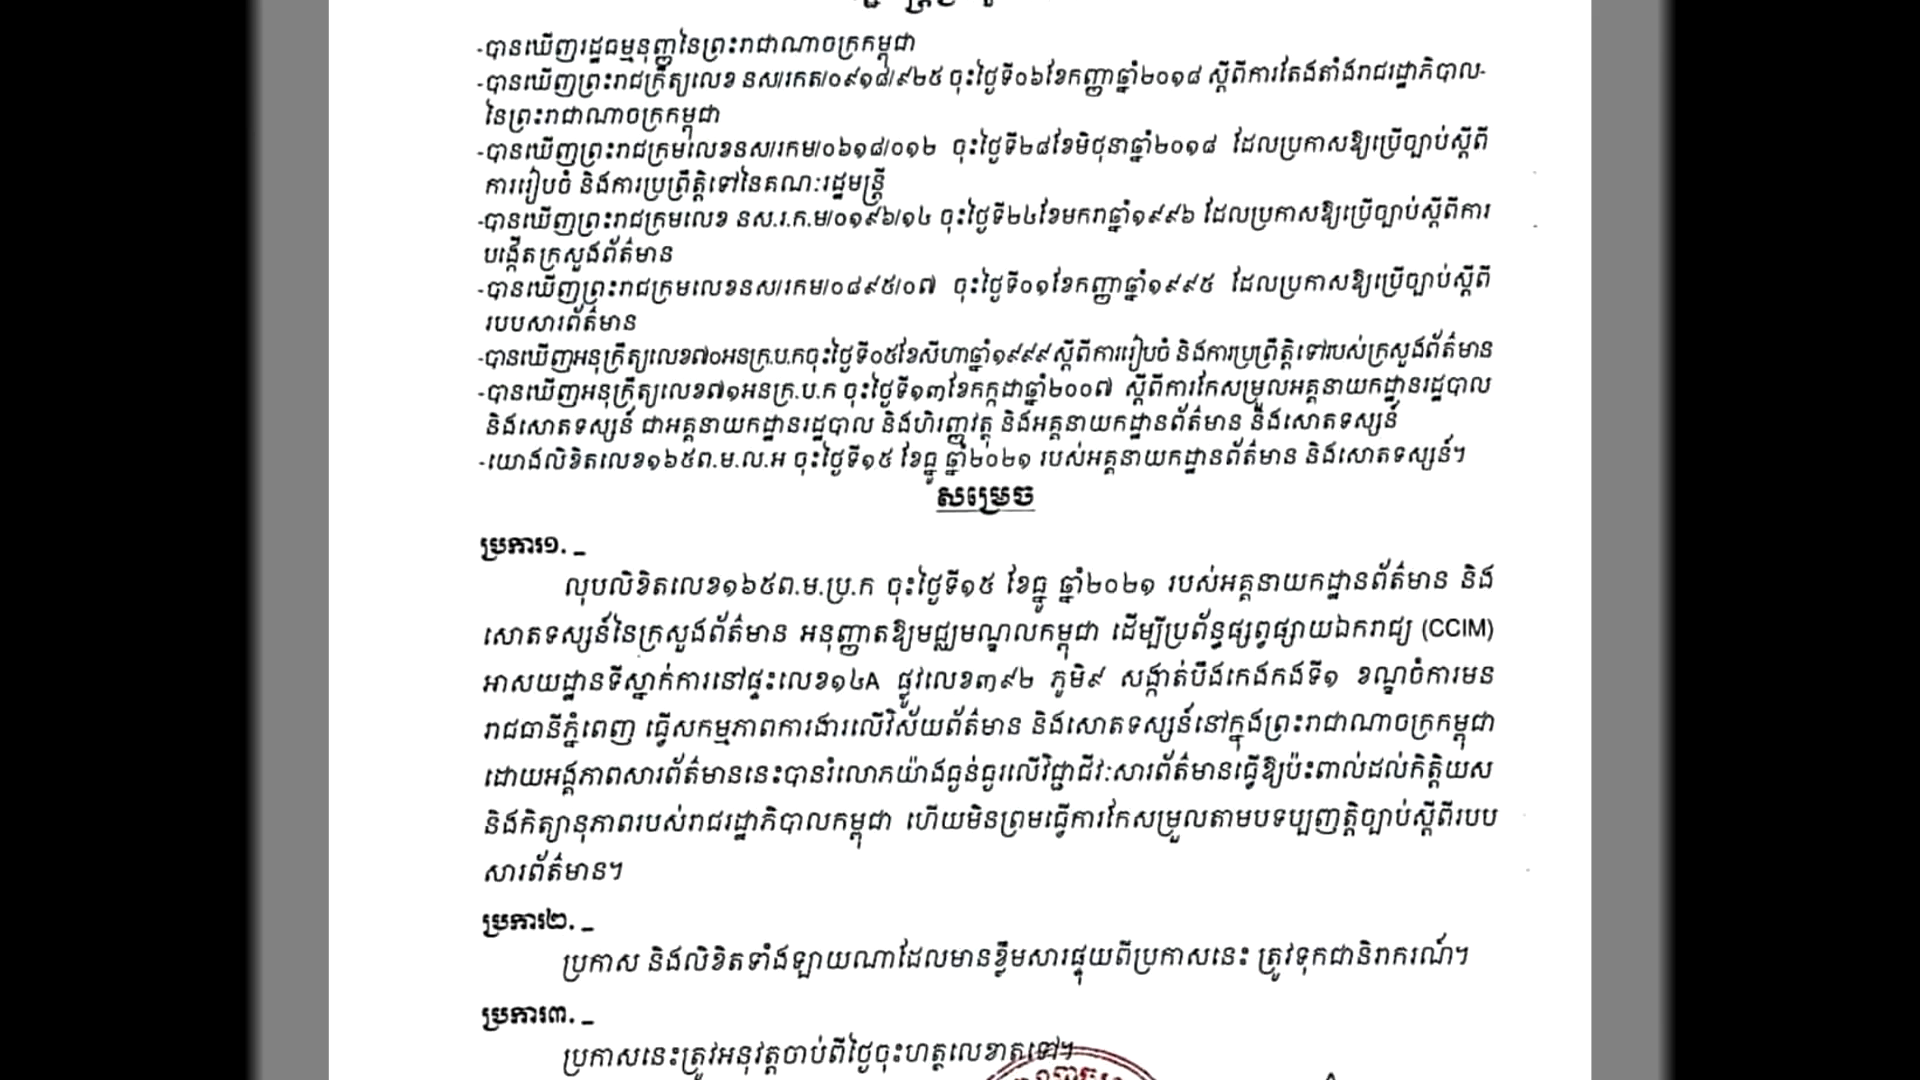 -បានឃើញរដ្ឋធម្មនុញ្ញនៃព្រះរាជាណាចក្រកម្ពុជា
-បានឃើញព្រះរាជក្រឹត្យលេខ នស/រកត/០៩១៨/៩២៥ ចុះថ្ងៃទី០៦ខែកញ្ញាឆ្នាំ២០១៨ ស្តីពីការតែងតាំងរាជរដ្ឋាភិបាល-
នៃព្រះរាជាណាចក្រកម្ពុជា
-បានឃើញព្រះរាជក្រមលេខនស/រកម/០៦១៨/០១២ ចុះថ្ងៃទី២៨ខែមិថុនាឆ្នាំ២០១៨ ដែលប្រកាសឱ្យប្រើច្បាប់ស្តីពី
ការរៀបចំ និងការប្រព្រឹត្តិទៅនៃគណៈរដ្ឋមន្ត្រី
-បានឃើញព្រះរាជក្រមលេខ នស.រ.ក.ម/០១៩៦/១៤ ចុះថ្ងៃទី២៤ខែមករាឆ្នាំ១៩៩៦ ដែលប្រកាសឱ្យប្រើច្បាប់ស្តីពីការ
បង្កើតក្រសួងព័ត៌មាន
-បានឃើញព្រះរាជក្រមលេខនស/រកម/០៨៩៥/០៧ ចុះថ្ងៃទី០១ខែកញ្ញាឆ្នាំ១៩៩៥ ដែលប្រកាសឱ្យប្រើច្បាប់ស្តីពី
របបសារព័ត៌មាន
-បានឃើញអនុក្រឹត្យលេខ៧០អនក្រ.ប.កចុះថ្ងៃទី០៥ខែសីហាឆ្នាំ១៩៩៩ស្តីពីការរៀបចំ និងការប្រព្រឹត្តិទៅរបស់ក្រសួងព័ត៌មាន
-បានឃើញអនុក្រឹត្យលេខ៧១អនក្រ.ប.ក ចុះថ្ងៃទី១៣ខែកក្កដាឆ្នាំ២០០៧ ស្តីពីការកែសម្រួលអគ្គនាយកដ្ឋានរដ្ឋបាល
និងសោតទស្សន៍ ជាអគ្គនាយកដ្ឋានរដ្ឋបាល និងហិរញ្ញវត្ថុ និងអគ្គនាយកដ្ឋានព័ត៌មាន និងសោតទស្សន៍
-យោងលិខិតលេខ១៦៥ព.ម.ល.អ ចុះថ្ងៃទី១៥ ខែធ្នូ ឆ្នាំ២០២១ របស់អគ្គនាយកដ្ឋានព័ត៌មាន និងសោតទស្សន៍។
សម្រេច
ប្រការ១. _
លុបលិខិតលេខ១៦៥ព.ម.ប្រ.ក ចុះថ្ងៃទី១៥ ខែធ្នូ ឆ្នាំ២០២១ របស់អគ្គនាយកដ្ឋានព័ត៌មាន និង
សោតទស្សន៍នៃក្រសួងព័ត៌មាន អនុញ្ញាតឱ្យមជ្ឈមណ្ឌលកម្ពុជា ដើម្បីប្រព័ន្ធផ្សព្វផ្សាយឯករាជ្យ (CCIM)
អាសយដ្ឋានទីស្នាក់ការនៅផ្ទះលេខ១៤A ផ្លូវលេខ៣៩២ ភូមិ៩ សង្កាត់បឹងកេងកងទី១ ខណ្ឌចំការមន
រាជធានីភ្នំពេញ ធ្វើសកម្មភាពការងារលើវិស័យព័ត៌មាន និងសោតទស្សន៍នៅក្នុងព្រះរាជាណាចក្រកម្ពុជា
ដោយអង្គភាពសារព័ត៌មាននេះបានរំលោភយ៉ាងធ្ងន់ធ្ងរលើវិជ្ជាជីវៈសារព័ត៌មានធ្វើឱ្យប៉ះពាល់ដល់កិត្តិយស
និងកិត្យានុភាពរបស់រាជរដ្ឋាភិបាលកម្ពុជា ហើយមិនព្រមធ្វើការកែសម្រួលតាមបទប្បញត្តិច្បាប់ស្តីពីរបប
សារព័ត៌មាន។
ប្រការ២. _
ប្រកាស និងលិខិតទាំងឡាយណាដែលមានខ្លឹមសារផ្ទុយពីប្រកាសនេះ ត្រូវទុកជានិរាករណ៍។
ប្រការ៣. _
ប្រកាសនេះត្រូវអនុវត្តចាប់ពីថ្ងៃចុះហត្ថលេខាតទៅ។